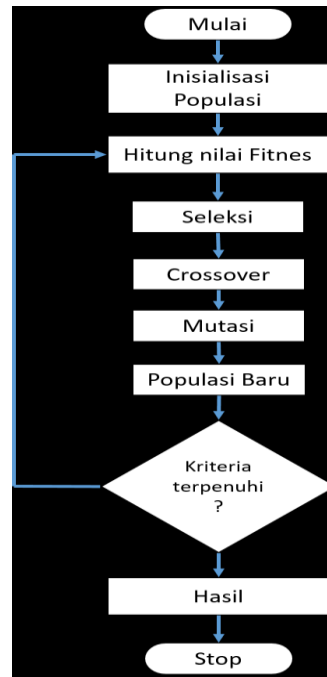 Mulai
Inisialisasi
Populasi
Hitung nilai Fitnes
Seleksi
Crossover
Mutasi
Populasi Baru
Kriteria
terpenuhi
?
Hasil
Stop